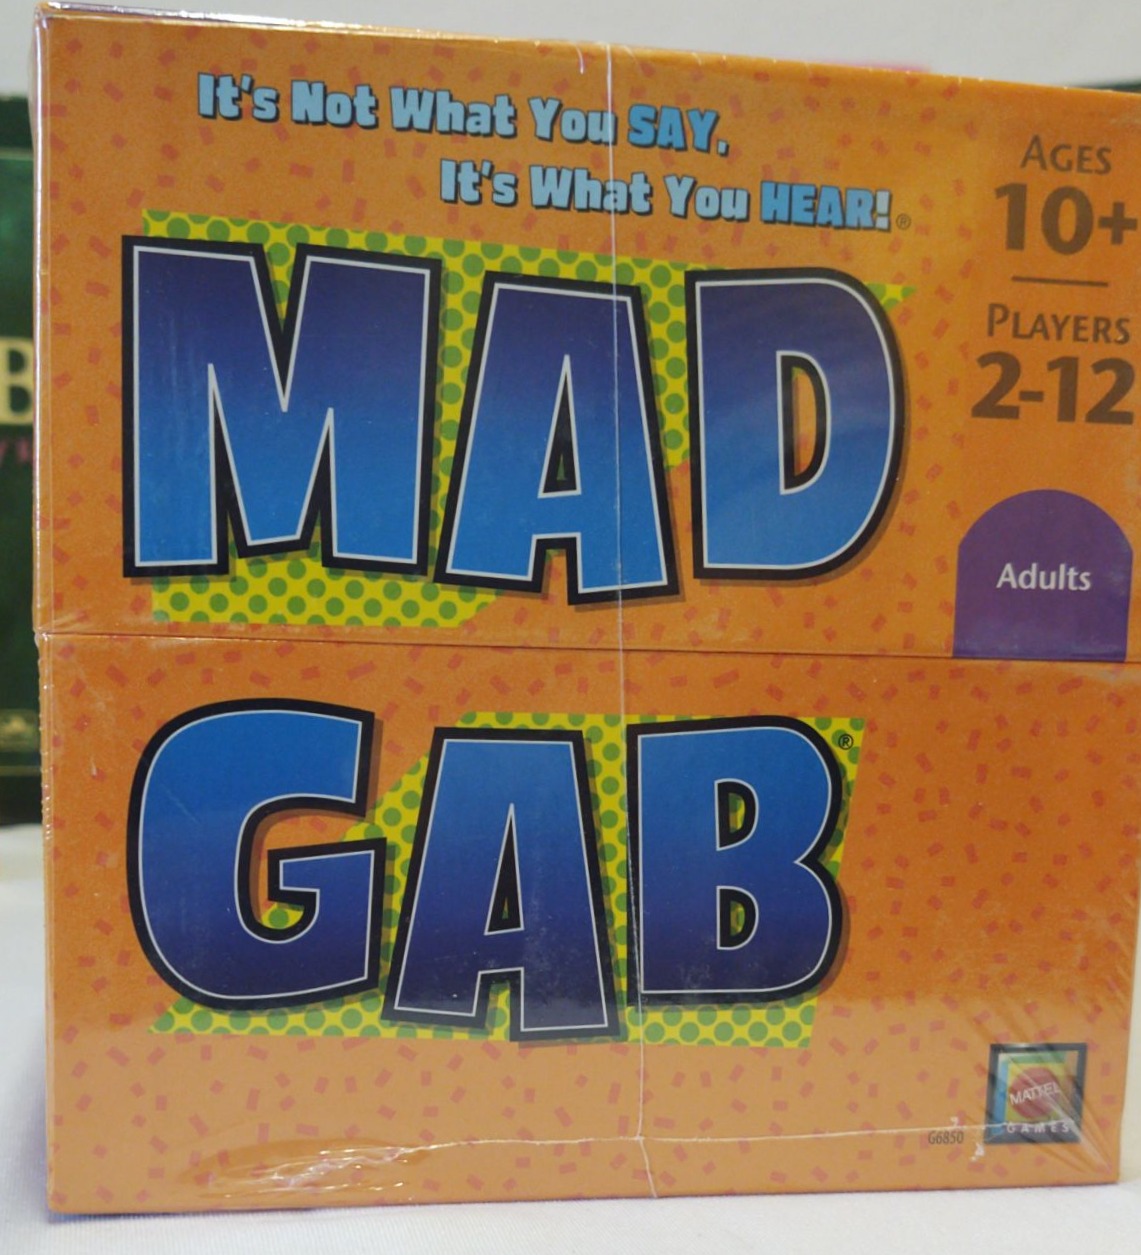 It's Not What You SAY,
It's What You HEAR!®
MAD
GAB®
AGES
10+
PLAYERS
2-12
Adults
MATTEL
GAMES
G6850
B